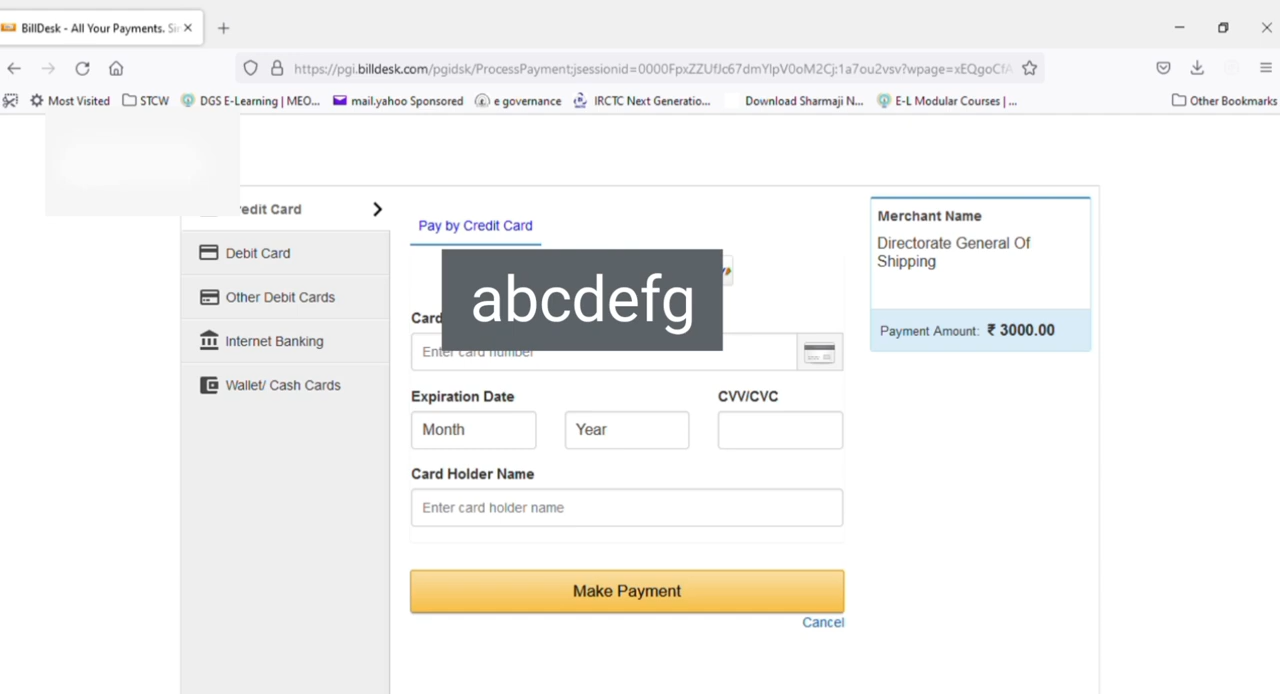 BillDesk - All Your Payments. Sin
https://pgi.billdesk.com/pgidsk/ProcessPayment;jsessionid=0000FpxZZUfJc67dmYlpV0oM2Cj:1a7ou2vsv?wpage=xEQgoCfA
Most Visited STCW DGS E-Learning | MEO... mail.yahoo Sponsored e governance IRCTC Next Generatio... Download Sharmaji N... E-L Modular Courses | ... Other Bookmarks
edit Card
Debit Card
Other Debit Cards
Internet Banking
Wallet/ Cash Cards
Pay by Credit Card
abcdefg
Card
Enter card number
Expiration Date CVV/CVC
Month Year
Card Holder Name
Enter card holder name
Make Payment
Cancel
Merchant Name
Directorate General Of
Shipping
Payment Amount: ₹ 3000.00